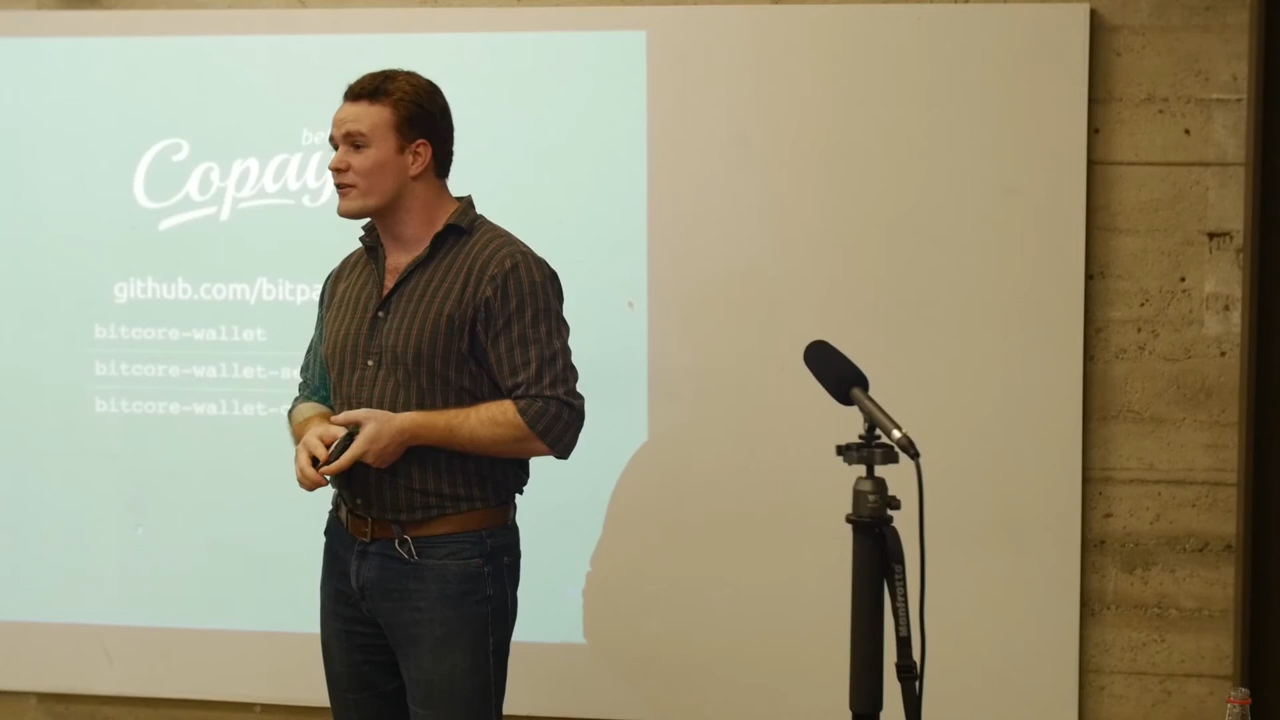 be
Copay
github.com/bitpa
bitcore-wallet
bitcore-wallet-se
bitcore-wallet-c
Manfrotto